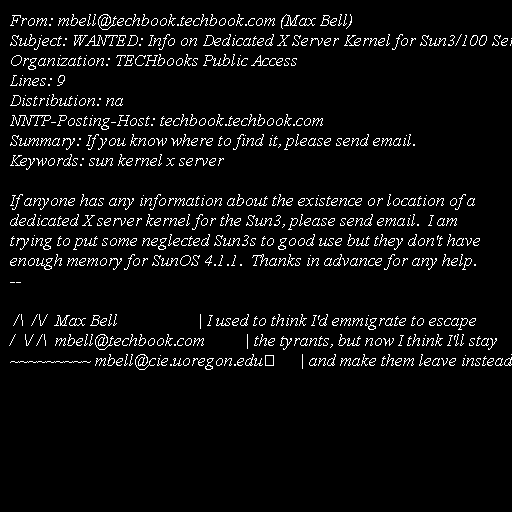 From: mbell@techbook.techbook.com (Max Bell)
Subject: WANTED: Info on Dedicated X Server Kernel for Sun3/100 Ser
Organization: TECHbooks Public Access
Lines: 9
Distribution: na
NNTP-Posting-Host: techbook.techbook.com
Summary: If you know where to find it, please send email.
Keywords: sun kernel x server

If anyone has any information about the existence or location of a
dedicated X server kernel for the Sun3, please send email.  I am
trying to put some neglected Sun3s to good use but they don't have
enough memory for SunOS 4.1.1.  Thanks in advance for any help.
--

 /\  /\/  Max Bell                  | I used to think I'd emmigrate to escape
/  \/ /\  mbell@techbook.com         | the tyrants, but now I think I'll stay
~~~~~~~~~ mbell@cie.uoregon.edu      | and make them leave instead